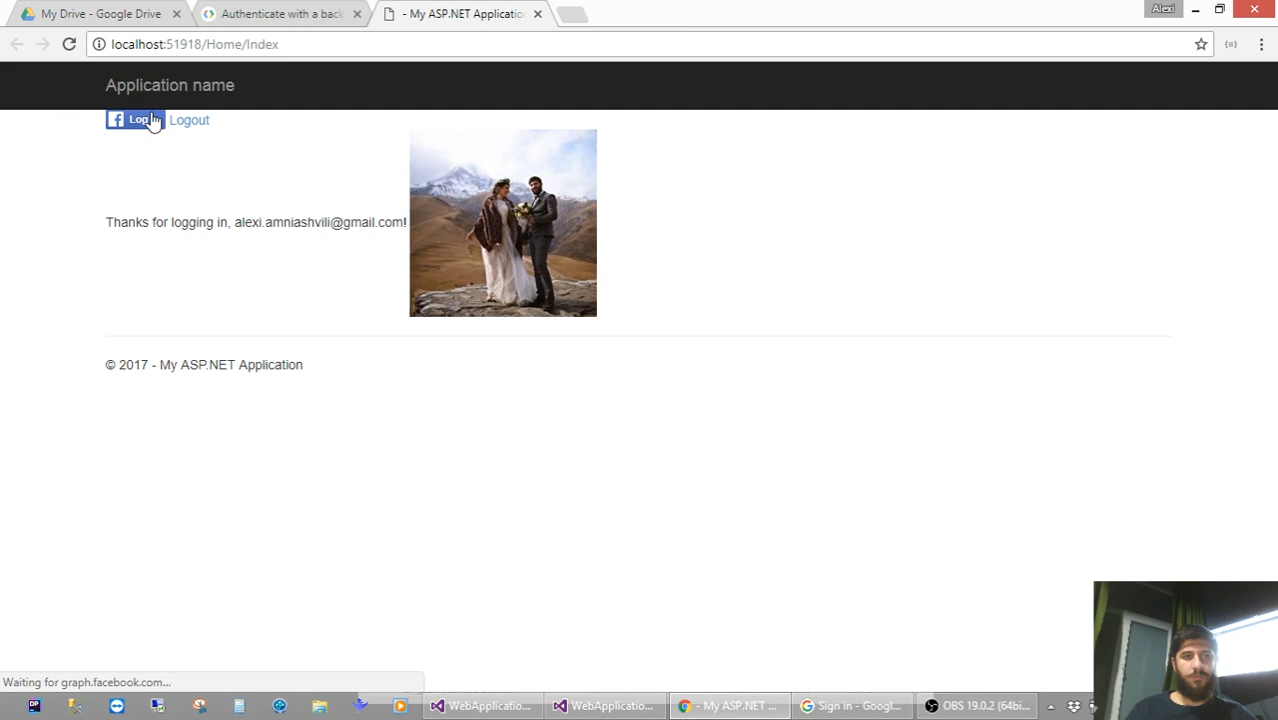 My Drive - Google Drive
Authenticate with a back
- My ASP.NET Applicatio
Alexi
localhost:51918/Home/Index
Application name
Log In Logout
Thanks for logging in, alexi.amniashvili@gmail.com!
© 2017 - My ASP.NET Application
Waiting for graph.facebook.com...
DP
WebApplicatio...
WebApplicatio...
- My ASP.NET ...
Sign in - Googl...
OBS 19.0.2 (64bi...